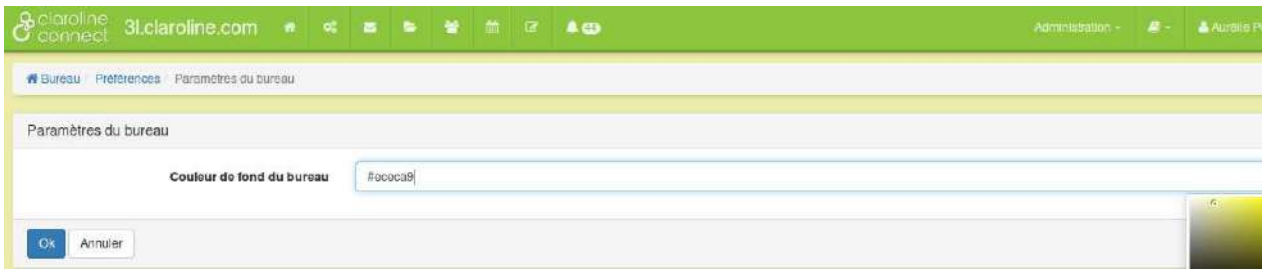 claroline connect 3l.claroline.com Administration Aurélie
Bureau / Préférences / Paramètres du bureau
Paramètres du bureau
Couleur de fond du bureau
Ok Annuler